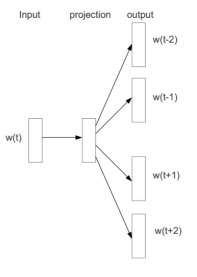 Input projection output
w(t-2)
w(t-1)
w(t)
w(t+1)
w(t+2)